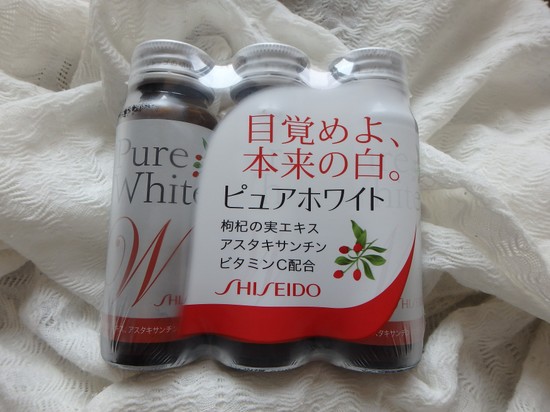 Pure
White
W
SHISEIDO
アスタキサンチン
目覚めよ、
本来の白。
ピュアホワイト
枸杞の実エキス
アスタキサンチン
ビタミンC配合
SHISEIDO